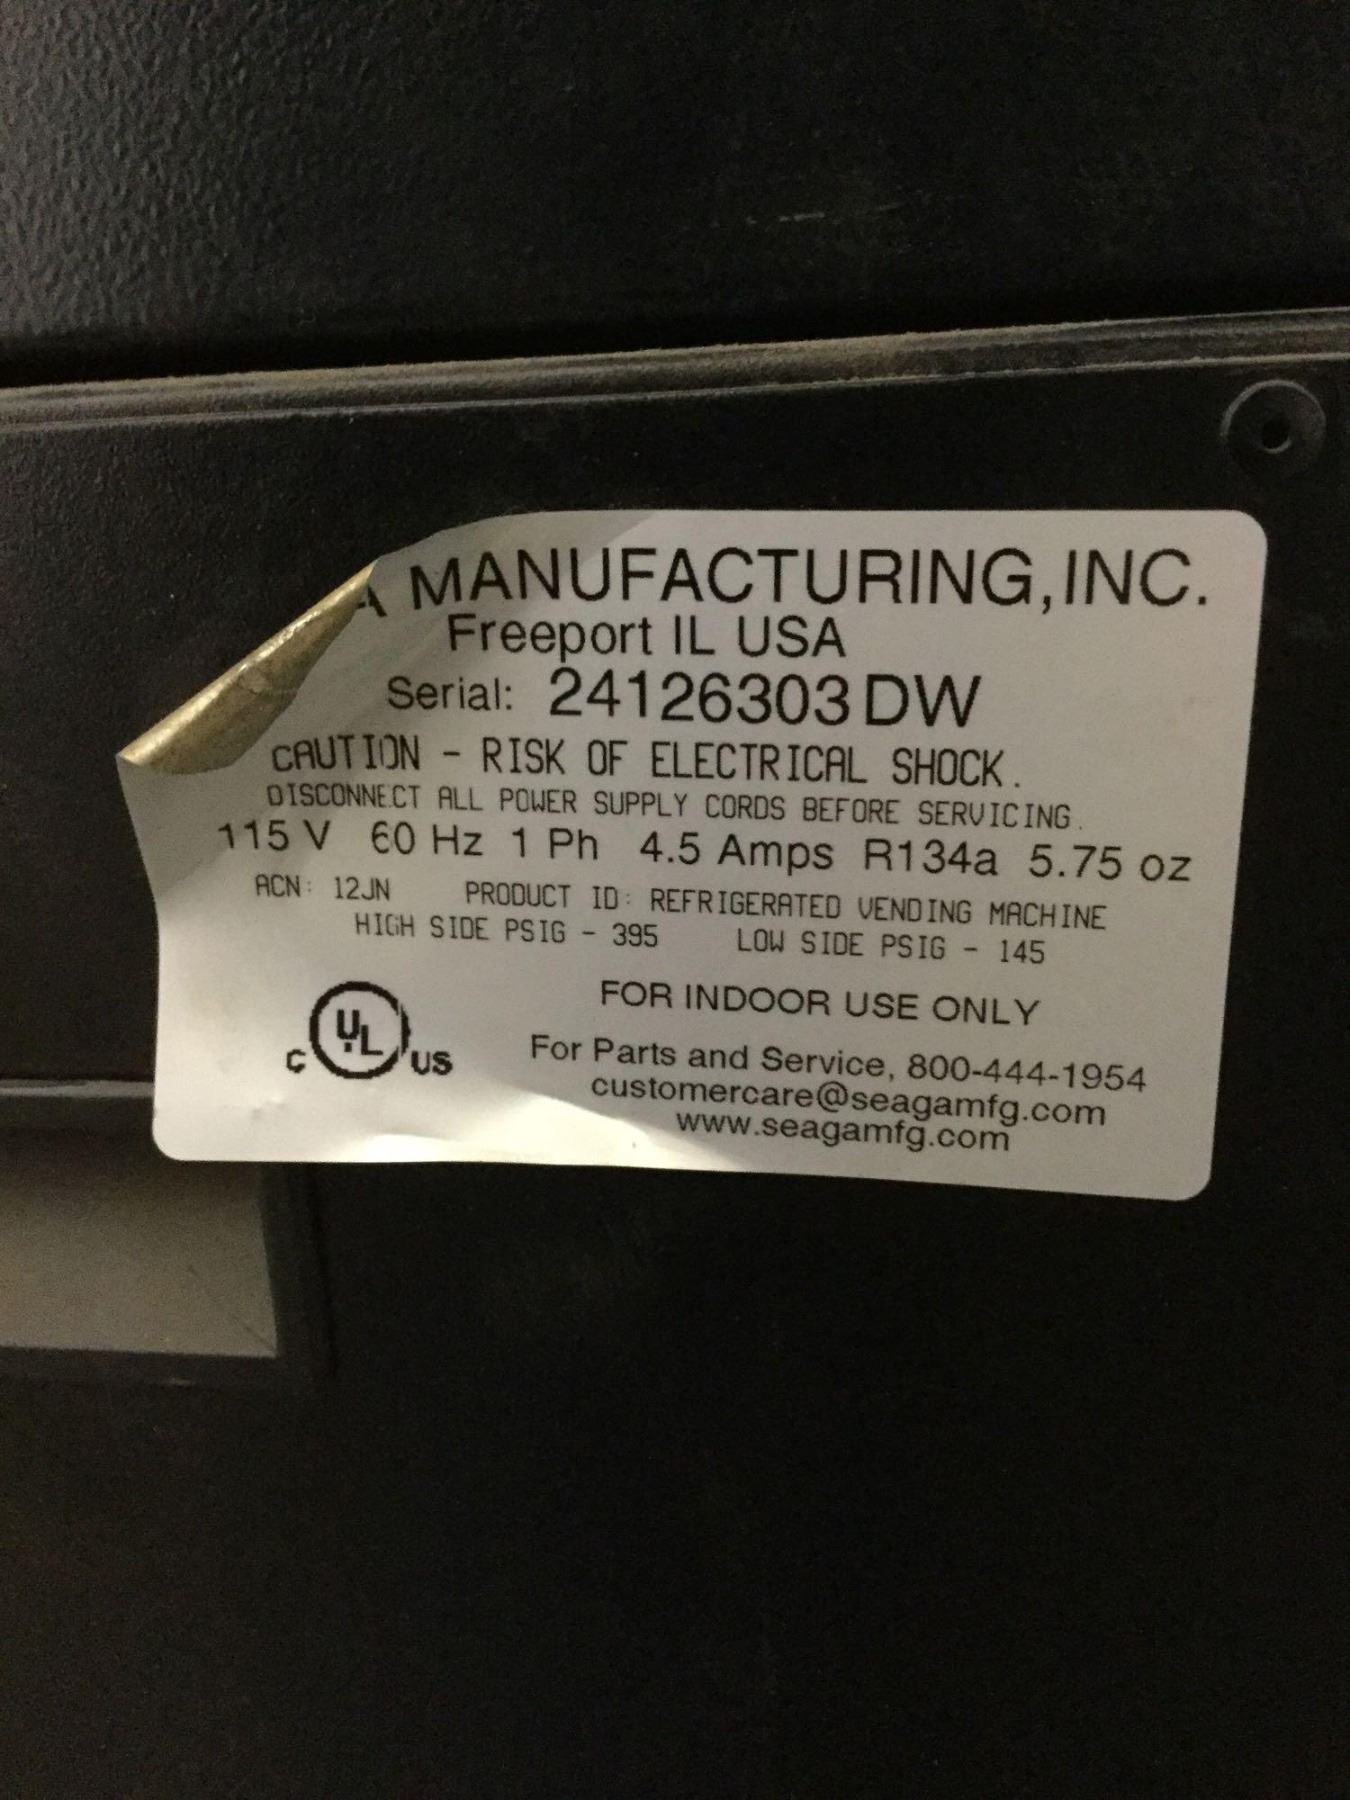 A MANUFACTURING, INC.
Freeport IL USA
Serial: 24126303DW
CAUTION - RISK OF ELECTRICAL SHOCK.
DISCONNECT ALL POWER SUPPLY CORDS BEFORE SERVICING.
115 V 60 Hz 1 Ph 4.5 Amps R134a 5.75 oz
ACN: 12JN PRODUCT ID: REFRIGERATED VENDING MACHINE
HIGH SIDE PSIG - 395 LOW SIDE PSIG - 145
FOR INDOOR USE ONLY
C UL US
For Parts and Service, 800-444-1954
customercare@seagamfg.com
www.seagamfg.com